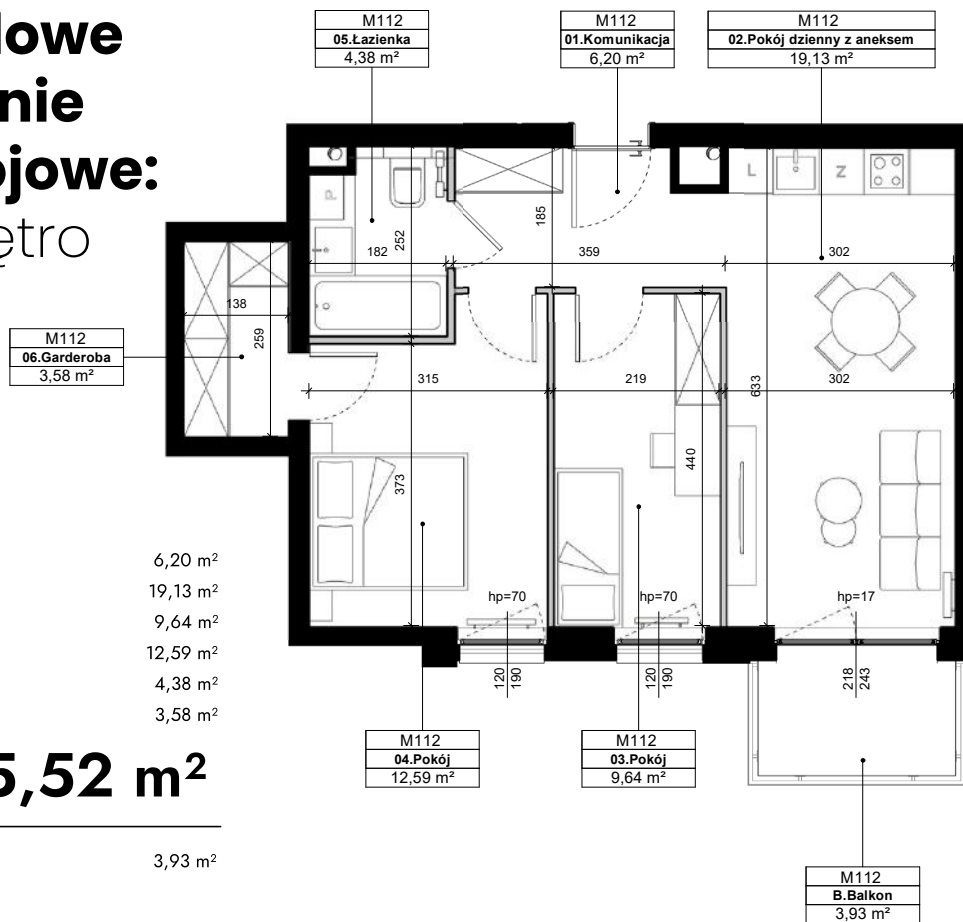 dowe
nie
ojowe:
ętro
6,20 m²
19,13 m²
9,64 m²
12,59 m²
4,38 m²
3,58 m²
5,52 m²
3,93 m²
M112
05.Łazienka
4,38 m²
M112
01.Komunikacja
6,20 m²
M112
02.Pokój dzienny z aneksem
19,13 m²
M112
06.Garderoba
3,58 m²
P
L
Z
182
252
185
359
302
138
259
315
219
633
302
373
440
hp=70
hp=70
hp=17
120
190
120
190
218
243
M112
04.Pokój
12,59 m²
M112
03.Pokój
9,64 m²
M112
B.Balkon
3,93 m²